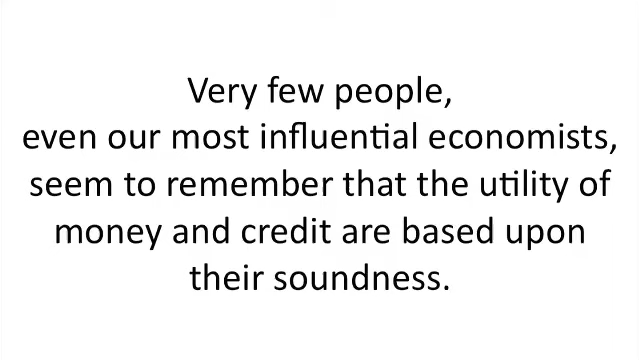 Very few people,
even our most influential economists,
seem to remember that the utility of
money and credit are based upon
their soundness.